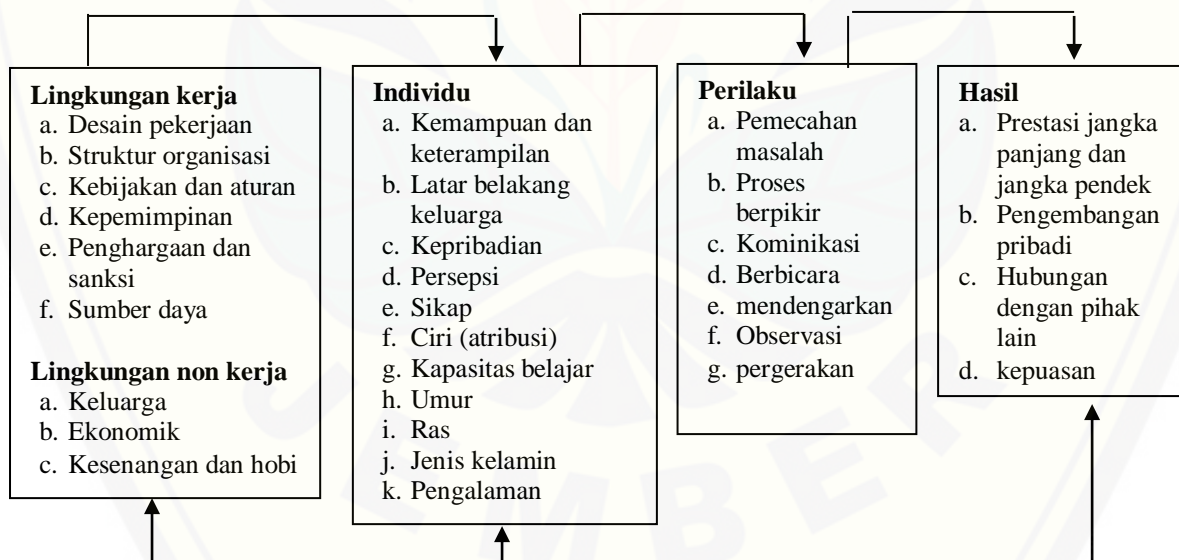 Lingkungan kerja
a. Desain pekerjaan
b. Struktur organisasi
c. Kebijakan dan aturan
d. Kepemimpinan
e. Penghargaan dan
sanksi
f. Sumber daya
Lingkungan non kerja
a. Keluarga
b. Ekonomik
c. Kesenangan dan hobi
Individu
a. Kemampuan dan
keterampilan
b. Latar belakang
keluarga
c. Kepribadian
d. Persepsi
e. Sikap
f. Ciri (atribusi)
g. Kapasitas belajar
h. Umur
i. Ras
j. Jenis kelamin
k. Pengalaman
Perilaku
a. Pemecahan
masalah
b. Proses
berpikir
c. Kominikasi
d. Berbicara
e. mendengarkan
f. Observasi
g. pergerakan
Hasil
a. Prestasi jangka
panjang dan
jangka pendek
b. Pengembangan
pribadi
c. Hubungan
dengan pihak
lain
d. kepuasan
JEMBER